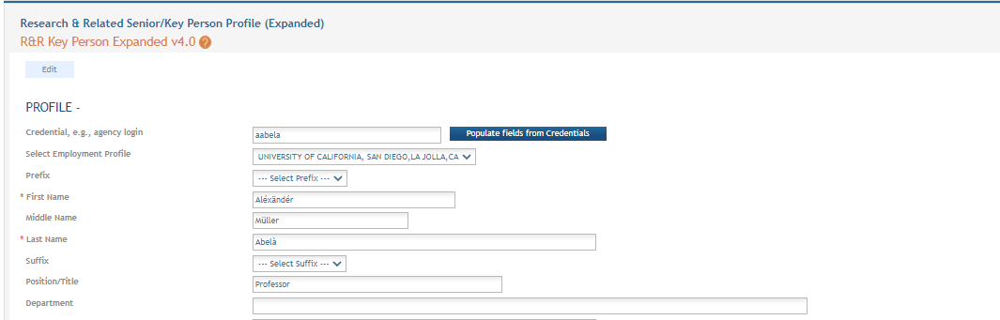 Research & Related Senior/Key Person Profile (Expanded)
R&R Key Person Expanded v4.0 ?
Edit
PROFILE -
Credential, e.g., agency login aabela Populate fields from Credentials
Select Employment Profile UNIVERSITY OF CALIFORNIA, SAN DIEGO,LA JOLLA,CA
Prefix --- Select Prefix ---
* First Name Aléxändér
Middle Name Müller
* Last Name Abelà
Suffix --- Select Suffix ---
Position/Title Professor
Department